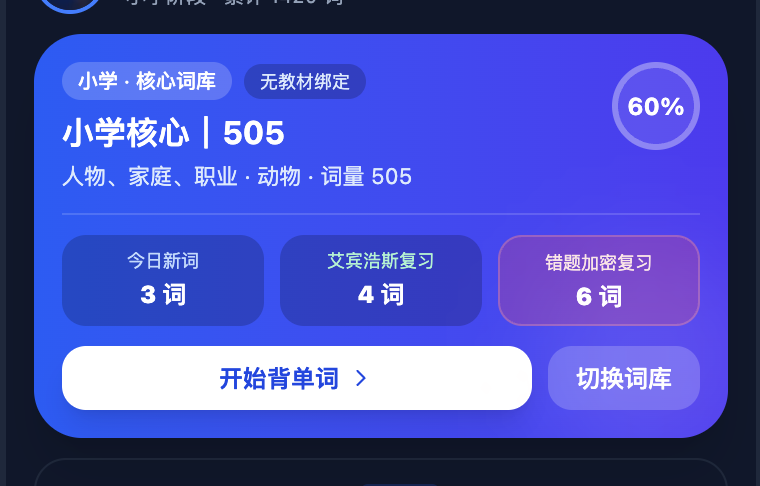 小学 · 核心词库
无教材绑定
60%
小学核心｜505
人物、家庭、职业 · 动物 · 词量 505
今日新词
3 词
艾宾浩斯复习
4 词
错题加密复习
6 词
开始背单词
切换词库